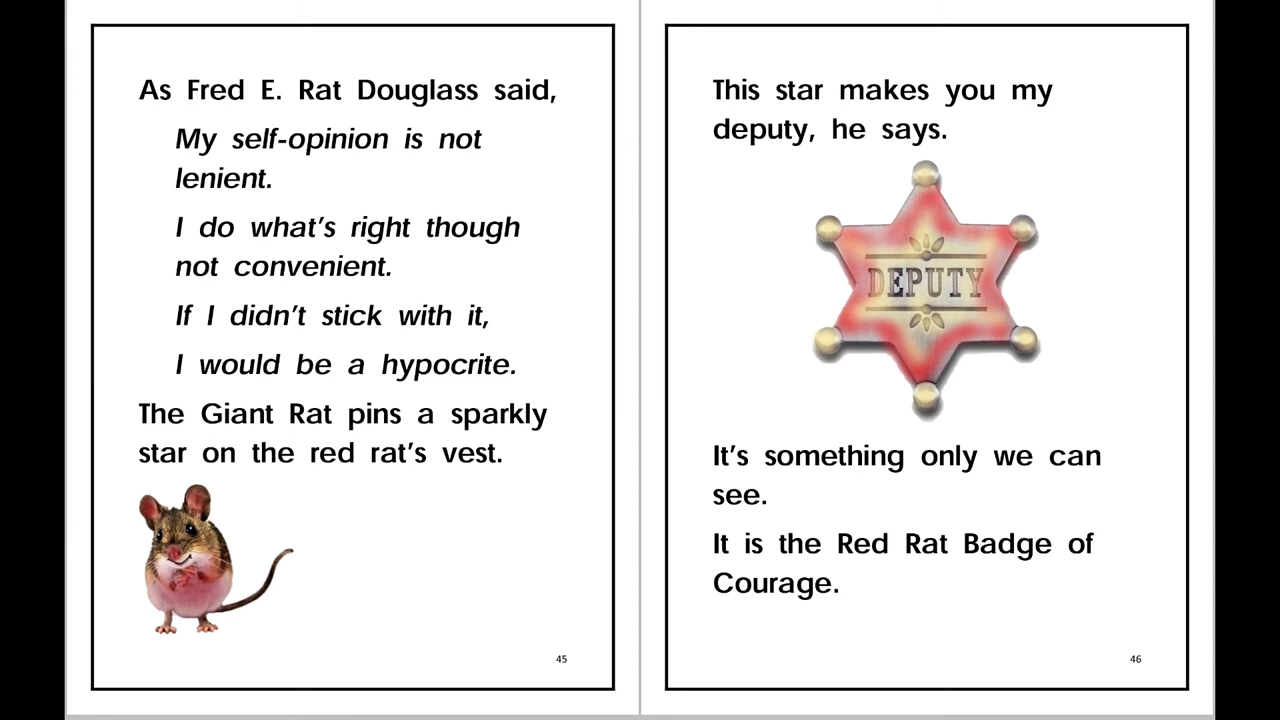 As Fred E. Rat Douglass said,
My self-opinion is not
lenient.
I do what's right though
not convenient.
If I didn't stick with it,
I would be a hypocrite.
The Giant Rat pins a sparkly
star on the red rat's vest.
45
This star makes you my
deputy, he says.
DEPUTY
It's something only we can
see.
It is the Red Rat Badge of
Courage.
46